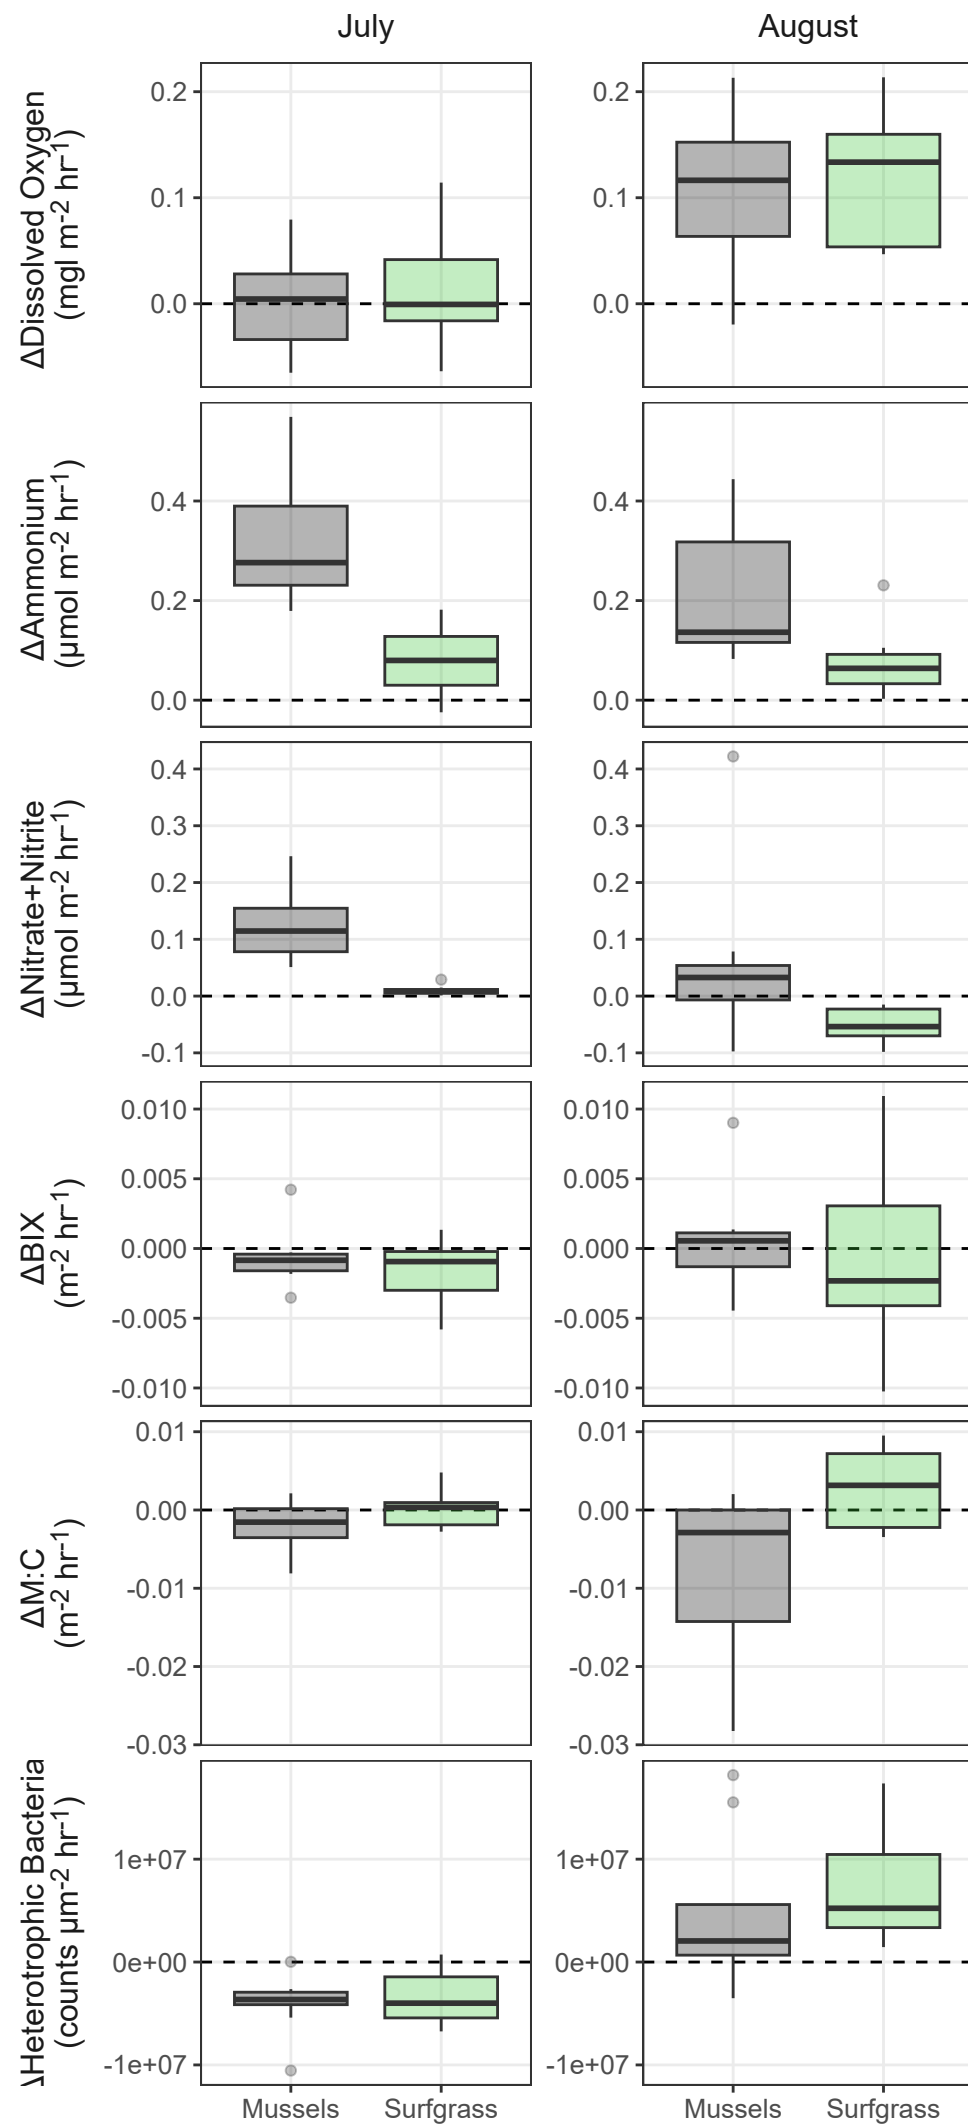 July
August
ΔDissolved Oxygen
(mgl m⁻² hr⁻¹)
0.2
0.1
0.0
0.2
0.1
0.0
ΔAmmonium
(µmol m⁻² hr⁻¹)
0.4
0.2
0.0
0.4
0.2
0.0
ΔNitrate+Nitrite
(µmol m⁻² hr⁻¹)
0.4
0.3
0.2
0.1
0.0
-0.1
0.4
0.3
0.2
0.1
0.0
-0.1
ΔBIX
(m⁻² hr⁻¹)
0.010
0.005
0.000
-0.005
-0.010
0.010
0.005
0.000
-0.005
-0.010
ΔM:C
(m⁻² hr⁻¹)
0.01
0.00
-0.01
-0.02
-0.03
0.01
0.00
-0.01
-0.02
-0.03
ΔHeterotrophic Bacteria
(counts µm⁻² hr⁻¹)
1e+07
0e+00
-1e+07
1e+07
0e+00
-1e+07
Mussels
Surfgrass
Mussels
Surfgrass